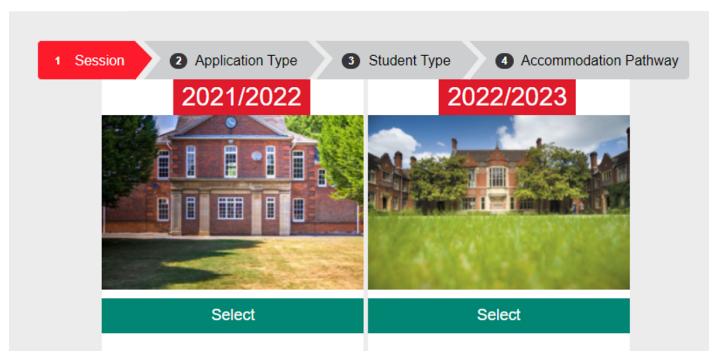 1 Session 2 Application Type 3 Student Type 4 Accommodation Pathway
2021/2022 2022/2023
Select Select